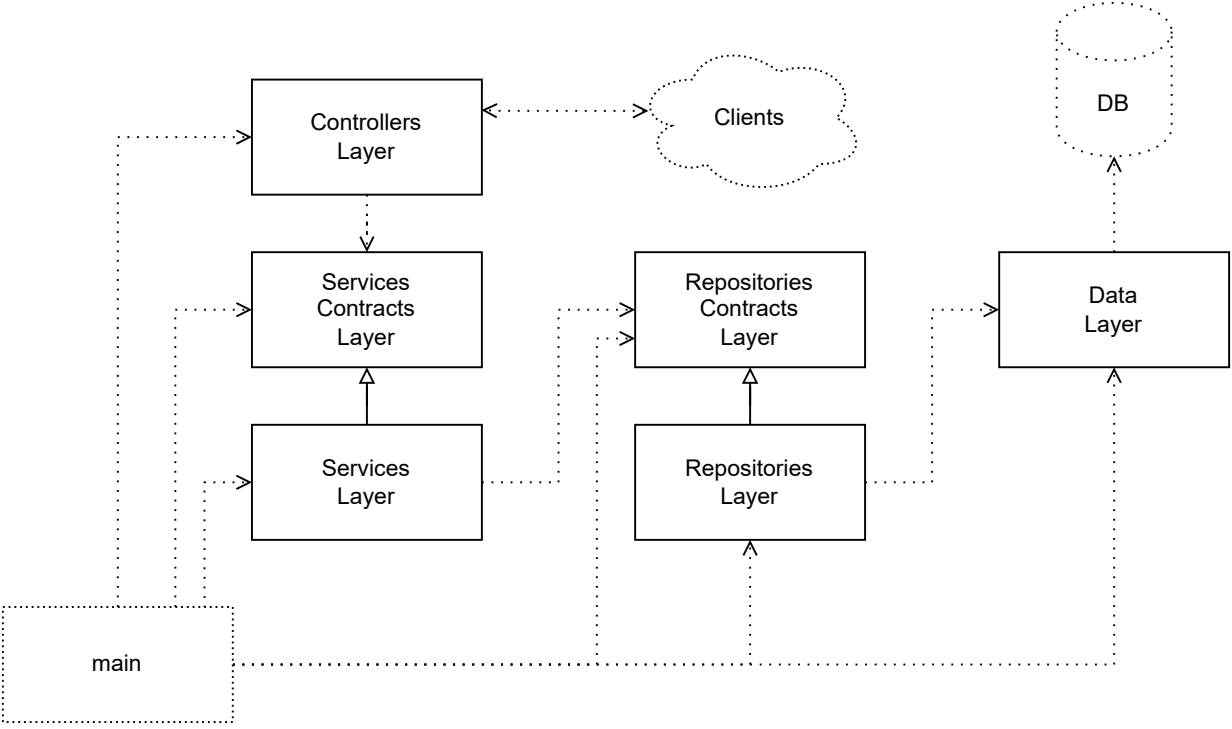 Controllers
Layer
Clients
DB
Services
Contracts
Layer
Repositories
Contracts
Layer
Data
Layer
Services
Layer
Repositories
Layer
main